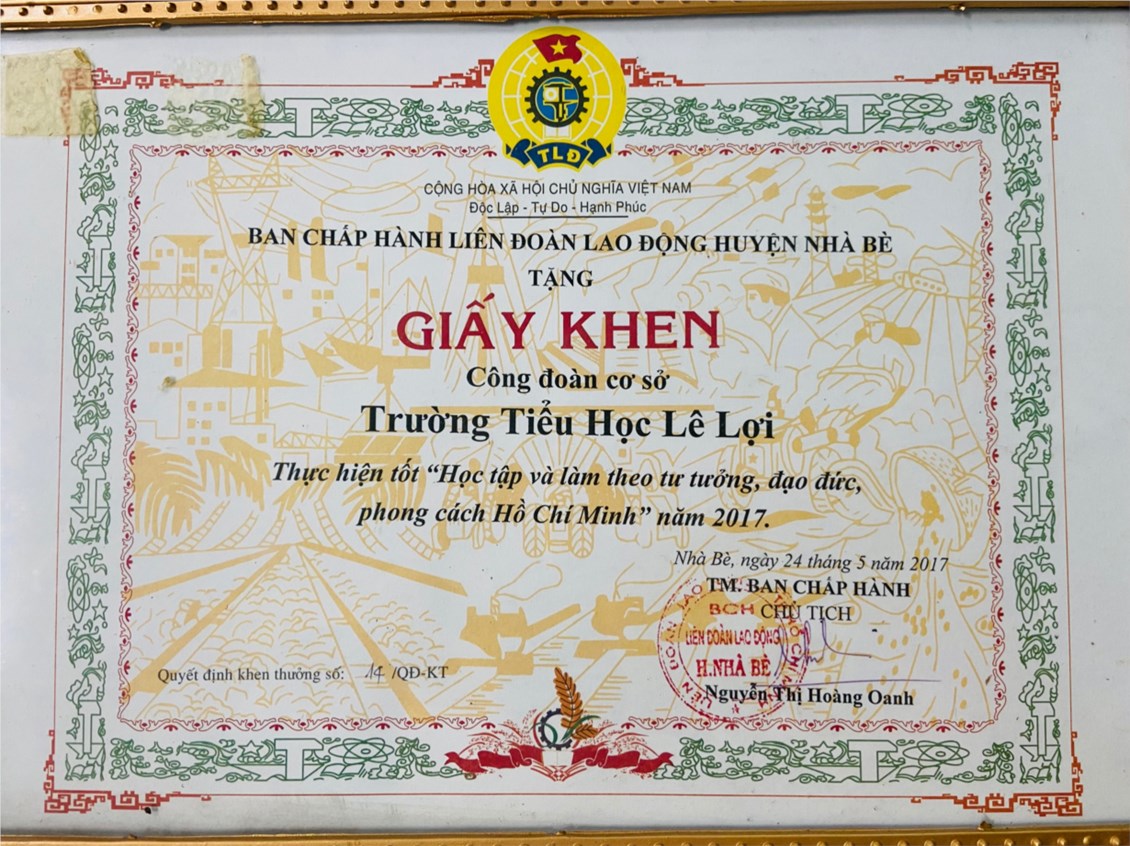 TLĐ
CỘNG HÒA XÃ HỘI CHỦ NGHĨA VIỆT NAM
Độc Lập - Tự Do - Hạnh Phúc
BAN CHẤP HÀNH LIÊN ĐOÀN LAO ĐỘNG HUYỆN NHÀ BÈ
TẶNG
GIẤY KHEN
Công đoàn cơ sở
Trường Tiểu Học Lê Lợi
Thực hiện tốt “Học tập và làm theo tư tưởng, đạo đức,
phong cách Hồ Chí Minh” năm 2017.
Nhà Bè, ngày 24 tháng 5 năm 2017
TM. BAN CHẤP HÀNH
CHỦ TỊCH
BCH
LIÊN ĐOÀN LAO ĐỘNG
H.NHÀ BÈ
Quyết định khen thưởng số: /QĐ-KT
Nguyễn Thị Hoàng Oanh